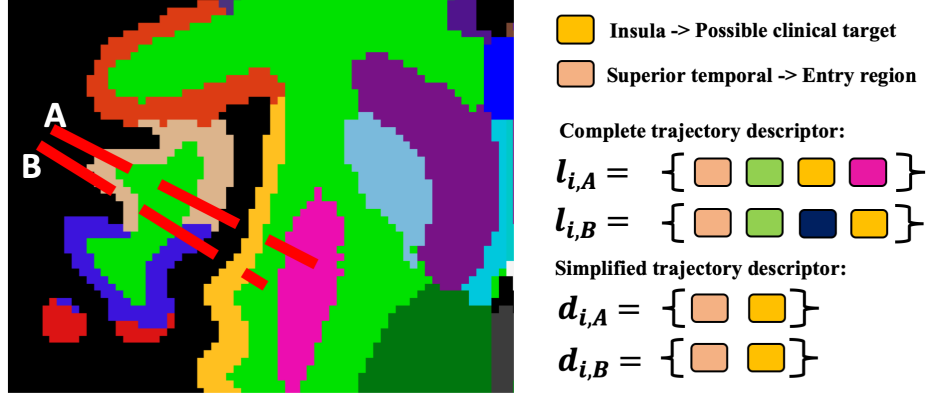 A
B
Insula -> Possible clinical target
Superior temporal -> Entry region
Complete trajectory descriptor:
l_{i,A} = { }
l_{i,B} = { }
Simplified trajectory descriptor:
d_{i,A} = { }
d_{i,B} = { }